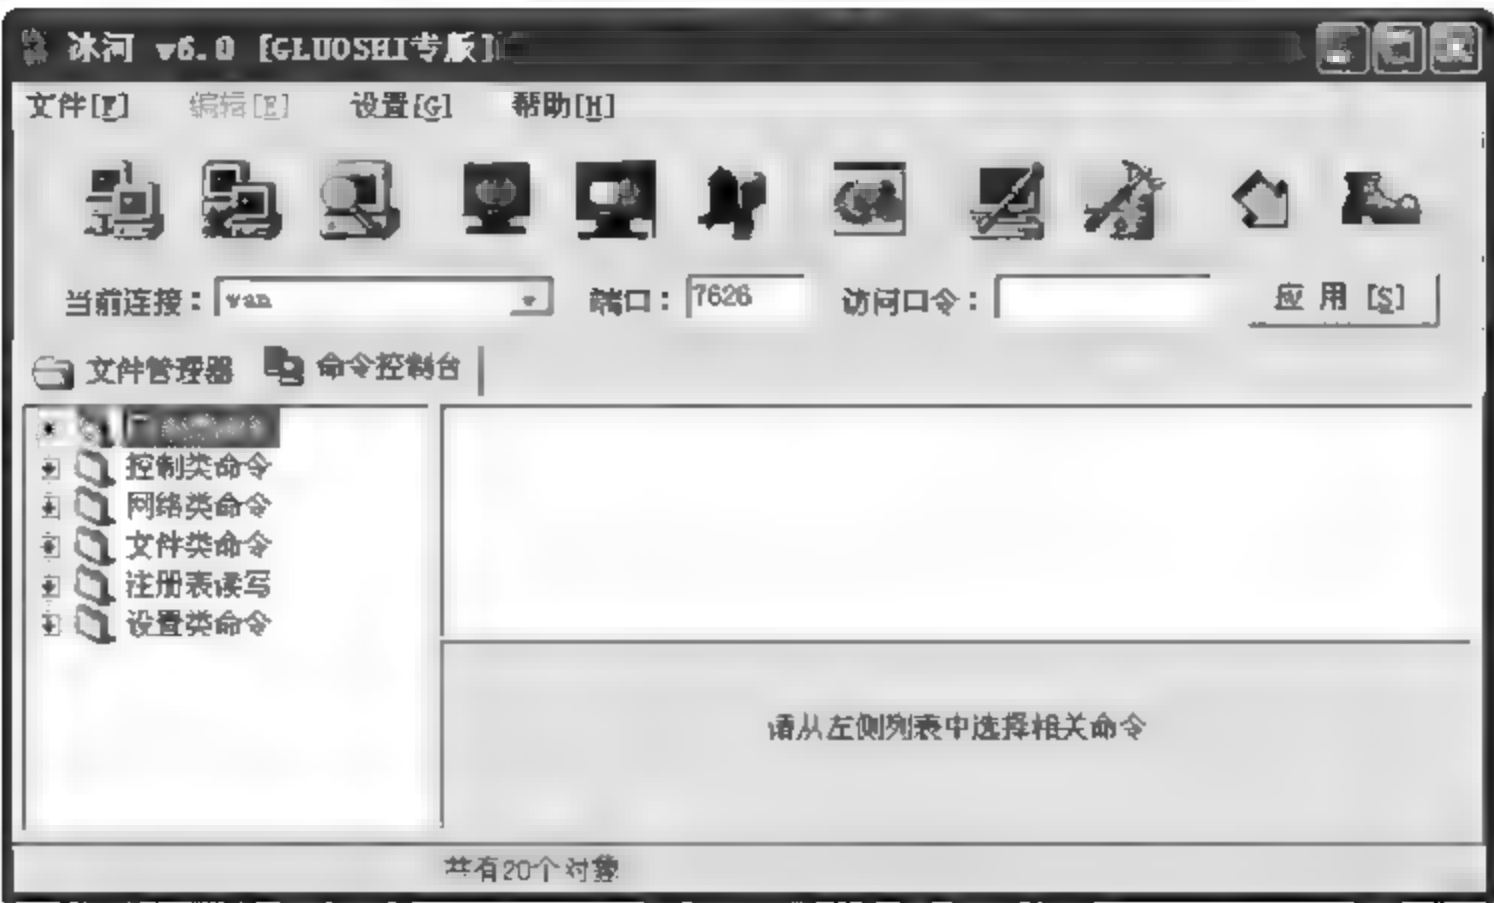 冰河 v6.0 [GLUOSHI专版]
文件[F] 编辑[E] 设置[G] 帮助[H]
当前连接： van 端口： 7626 访问口令： 应 用 [S]
文件管理器 命令控制台
控制类命令
网络类命令
文件类命令
注册表读写
设置类命令
请从左侧列表中选择相关命令
共有20个对象